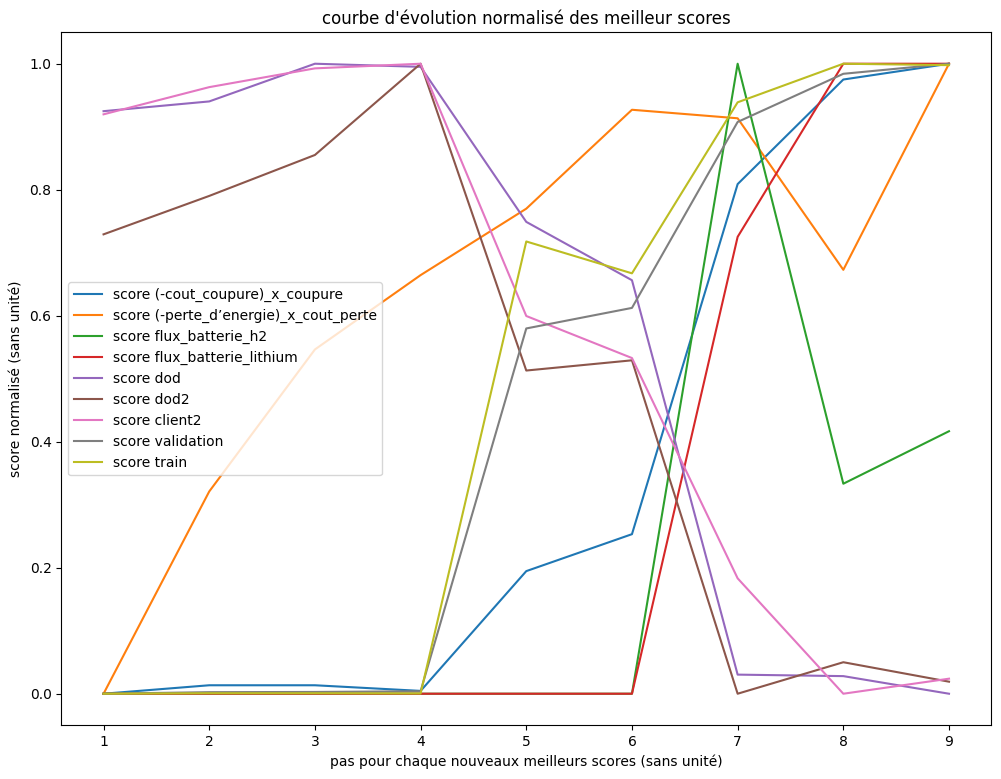 courbe d'évolution normalisé des meilleur scores
score normalisé (sans unité)
1.0
0.8
0.6
0.4
0.2
0.0
score (-cout_coupure)_x_coupure
score (-perte_d’energie)_x_cout_perte
score flux_batterie_h2
score flux_batterie_lithium
score dod
score dod2
score client2
score validation
score train
1 2 3 4 5 6 7 8 9
pas pour chaque nouveaux meilleurs scores (sans unité)